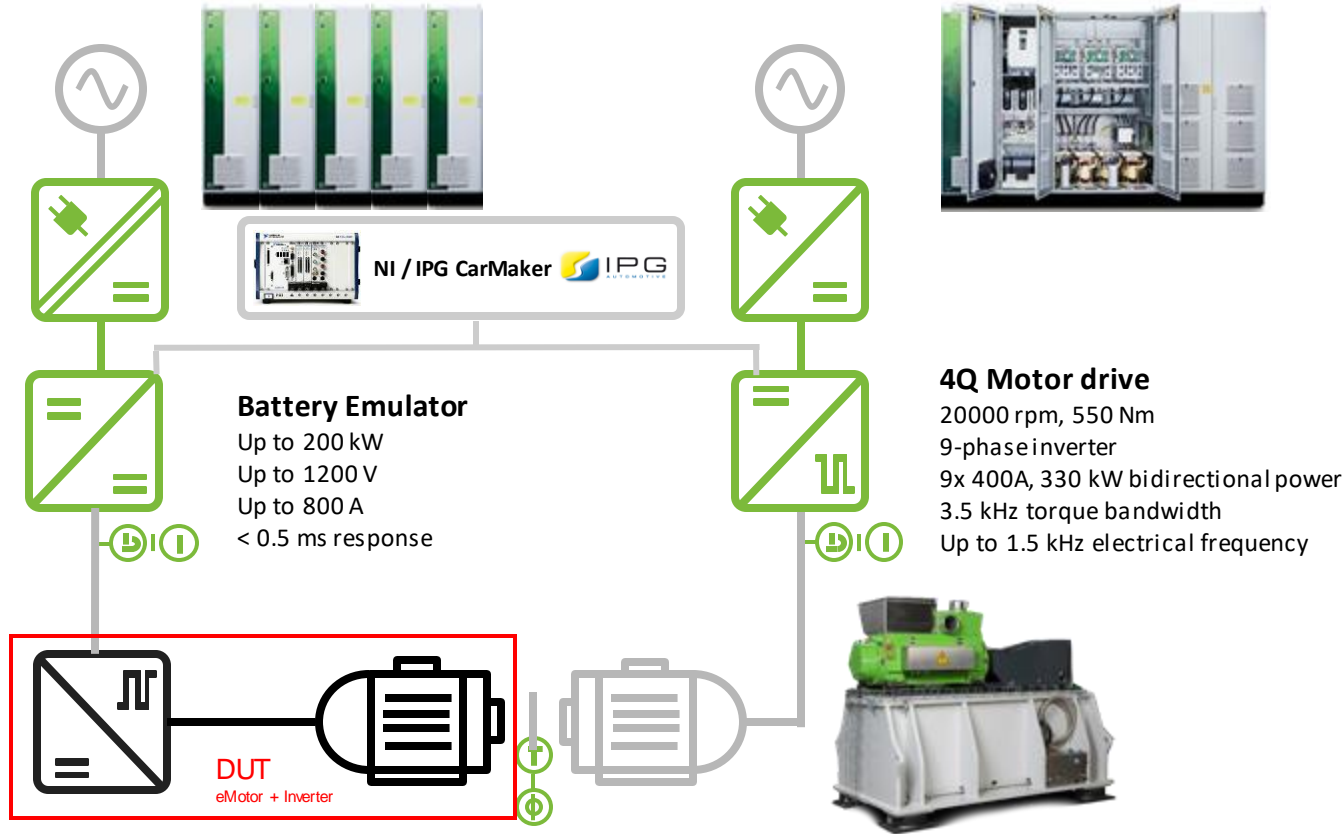 NI / IPG CarMaker
IPG
AUTOMOTIVE
Battery Emulator
Up to 200 kW
Up to 1200 V
Up to 800 A
< 0.5 ms response
4Q Motor drive
20000 rpm, 550 Nm
9-phase inverter
9x 400A, 330 kW bidirectional power
3.5 kHz torque bandwidth
Up to 1.5 kHz electrical frequency
U
I
U
I
DUT
eMotor + Inverter
T
Φ